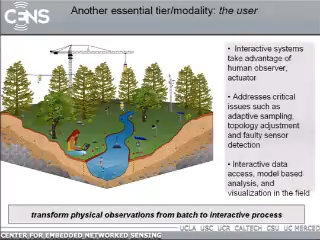 CENS
Another essential tier/modality: the user
• Interactive systems
take advantage of
human observer,
actuator
• Addresses critical
issues such as
adaptive sampling,
topology adjustment
and faulty sensor
detection
• Interactive data
access, model based
analysis, and
visualization in the field
transform physical observations from batch to interactive process
UCLA USC UCR CALTECH CSU UC MERCED
CENTER FOR EMBEDDED NETWORKED SENSING